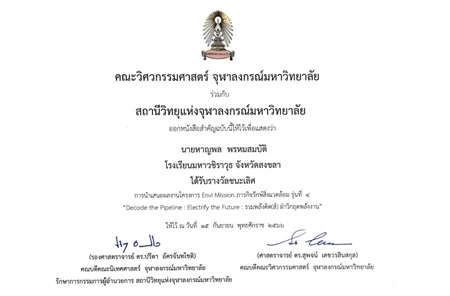 คณะวิศวกรรมศาสตร์ จุฬาลงกรณ์มหาวิทยาลัย
ร่วมกับ
สถานีวิทยุแห่งจุฬาลงกรณ์มหาวิทยาลัย
ออกหนังสือสำคัญฉบับนี้ให้ไว้เพื่อแสดงว่า
นายหาญพล พรหมสมบัติ
โรงเรียนมหาวชิราวุธ จังหวัดสงขลา
ได้รับรางวัลชนะเลิศ
การนำเสนอผลงานโครงการ Envi Mission ภารกิจรักษ์สิ่งแวดล้อม รุ่นที่ ๔
"Decode the Pipeline : Electrify the Future : รวมพลังคิด(ส์) ฝ่าวิกฤตพลังงาน"
ให้ไว้ ณ วันที่ ๑๕ กันยายน พุทธศักราช ๒๕๖๖
(รองศาสตราจารย์ ดร.ปรีดา อัครจันทโชติ)
คณบดีคณะนิเทศศาสตร์ จุฬาลงกรณ์มหาวิทยาลัย
รักษาการกรรมการผู้อำนวยการ สถานีวิทยุแห่งจุฬาลงกรณ์มหาวิทยาลัย
(ศาสตราจารย์ ดร.สุพจน์ เตชวรสินสกุล)
คณบดีคณะวิศวกรรมศาสตร์ จุฬาลงกรณ์มหาวิทยาลัย